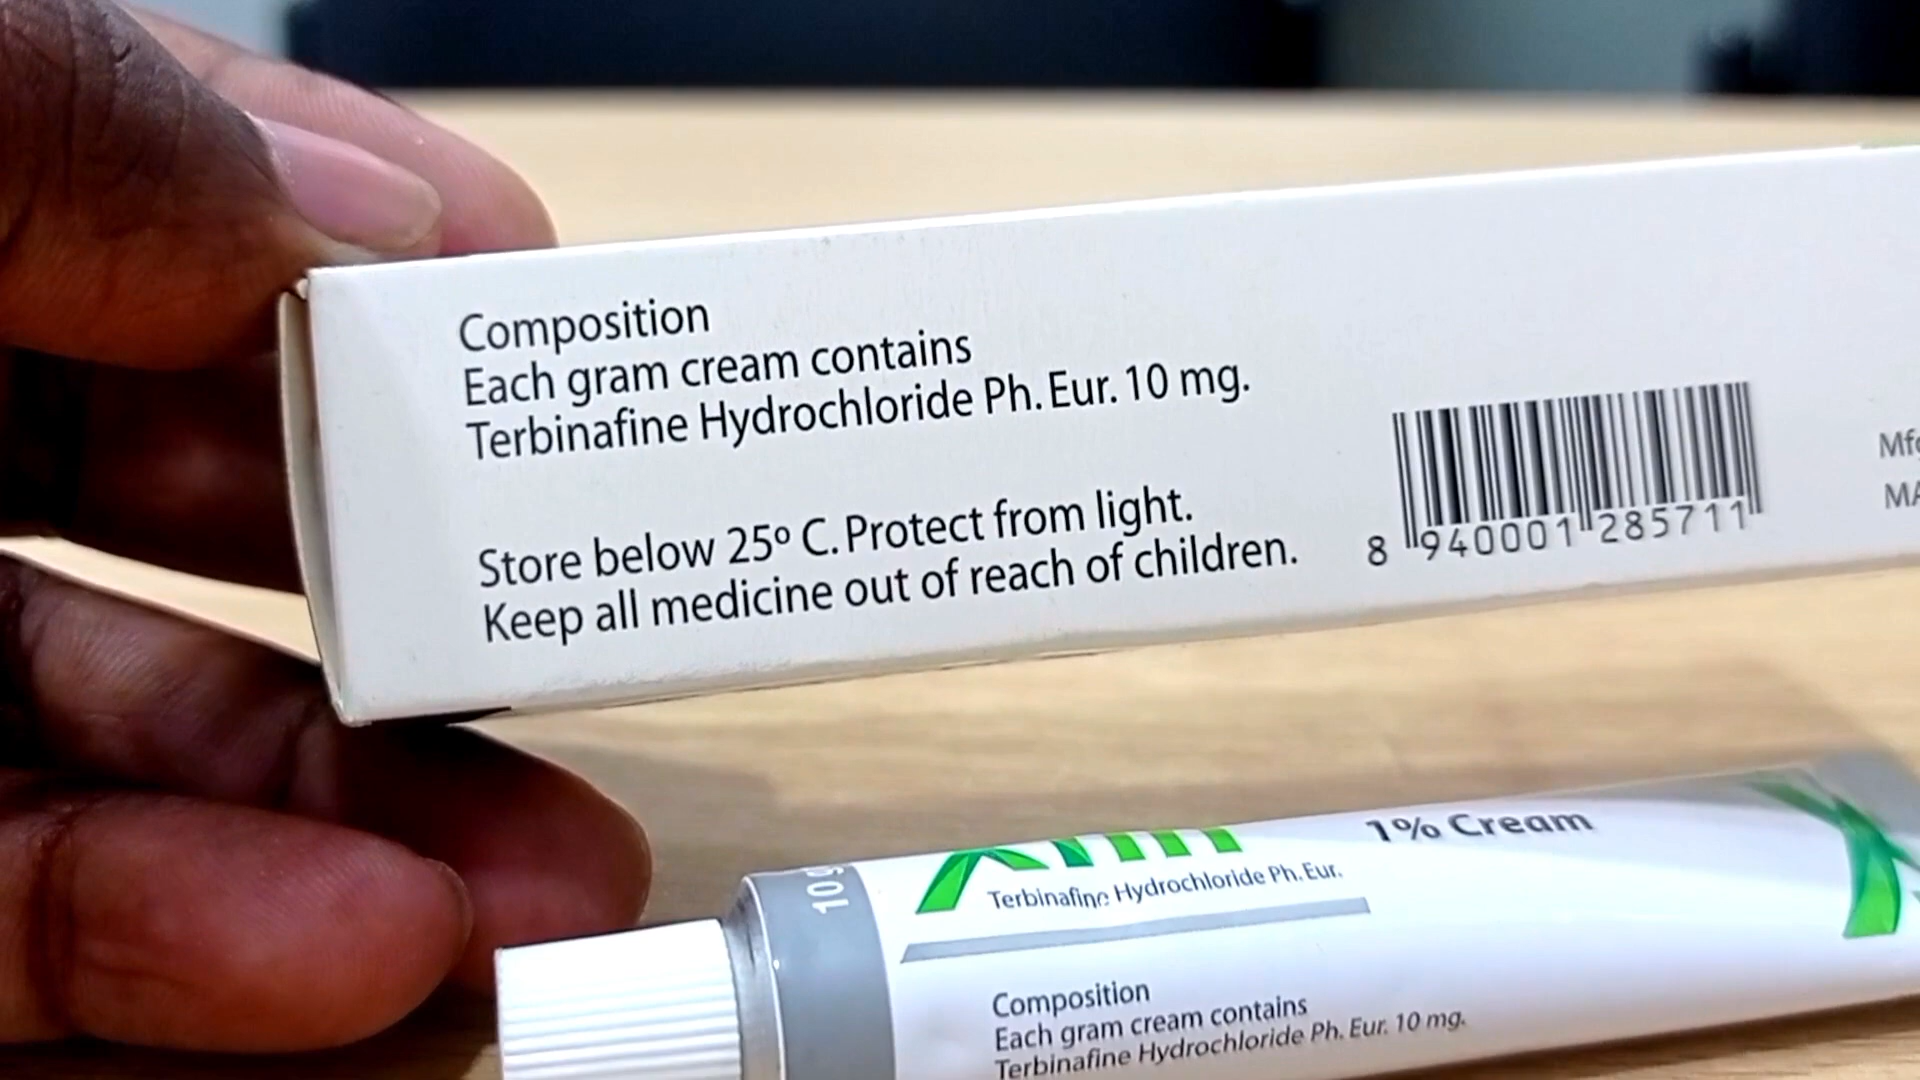 Composition
Each gram cream contains
Terbinafine Hydrochloride Ph. Eur. 10 mg.
Store below 25º C. Protect from light.
Keep all medicine out of reach of children.
8 940001 285711
1% Cream
Terbinafine Hydrochloride Ph. Eur.
Composition
Each gram cream contains
Terbinafine Hydrochloride Ph. Eur. 10 mg.